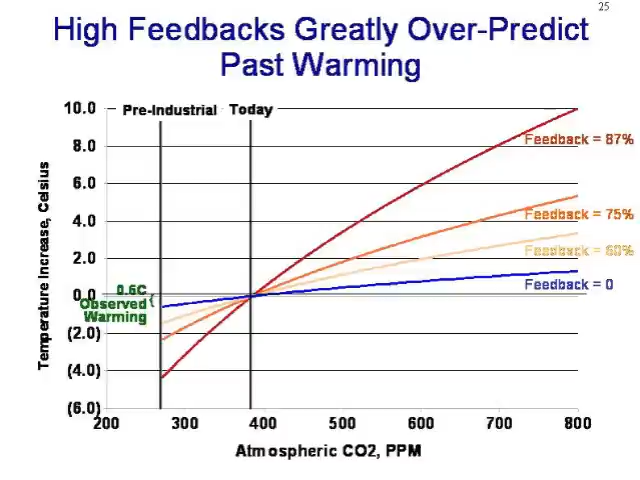 25
High Feedbacks Greatly Over-Predict
Past Warming
10.0
Pre-Industrial
Today
Feedback = 87%
8.0
6.0
Feedback = 75%
4.0
Feedback = 60%
2.0
0.6C
Observed
Warming
0.0
Feedback = 0
(2.0)
(4.0)
(6.0)
Temperature Increase, Celsius
200
300
400
500
600
700
800
Atmospheric CO2, PPM